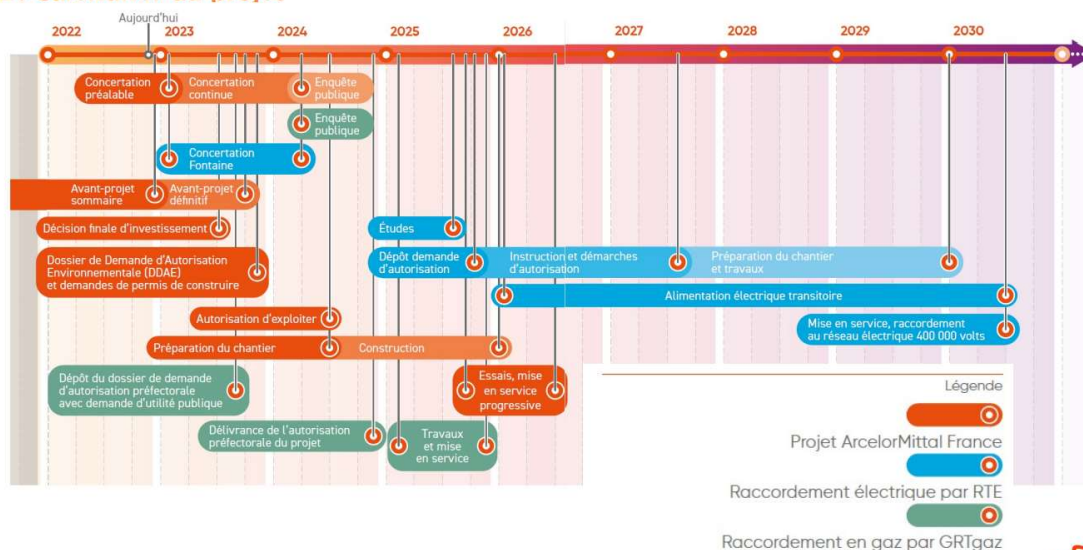 Aujourd'hui
2022 2023 2024 2025 2026 2027 2028 2029 2030
Concertation
préalable
Concertation
continue
Enquête
publique
Enquête
publique
Concertation
Fontaine
Avant-projet
sommaire
Avant-projet
définitif
Décision finale d'investissement
Études
Dossier de Demande d'Autorisation
Environnementale (DDAE)
et demandes de permis de construire
Dépôt demande
d'autorisation
Instruction et démarches
d'autorisation
Préparation du chantier
et travaux
Alimentation électrique transitoire
Autorisation d'exploiter
Mise en service, raccordement
au réseau électrique 400 000 volts
Préparation du chantier
Construction
Dépôt du dossier de demande
d'autorisation préfectorale
avec demande d'utilité publique
Essais, mise
en service
progressive
Délivrance de l'autorisation
préfectorale du projet
Travaux
et mise
en service
Légende
Projet ArcelorMittal France
Raccordement électrique par RTE
Raccordement en gaz par GRTgaz